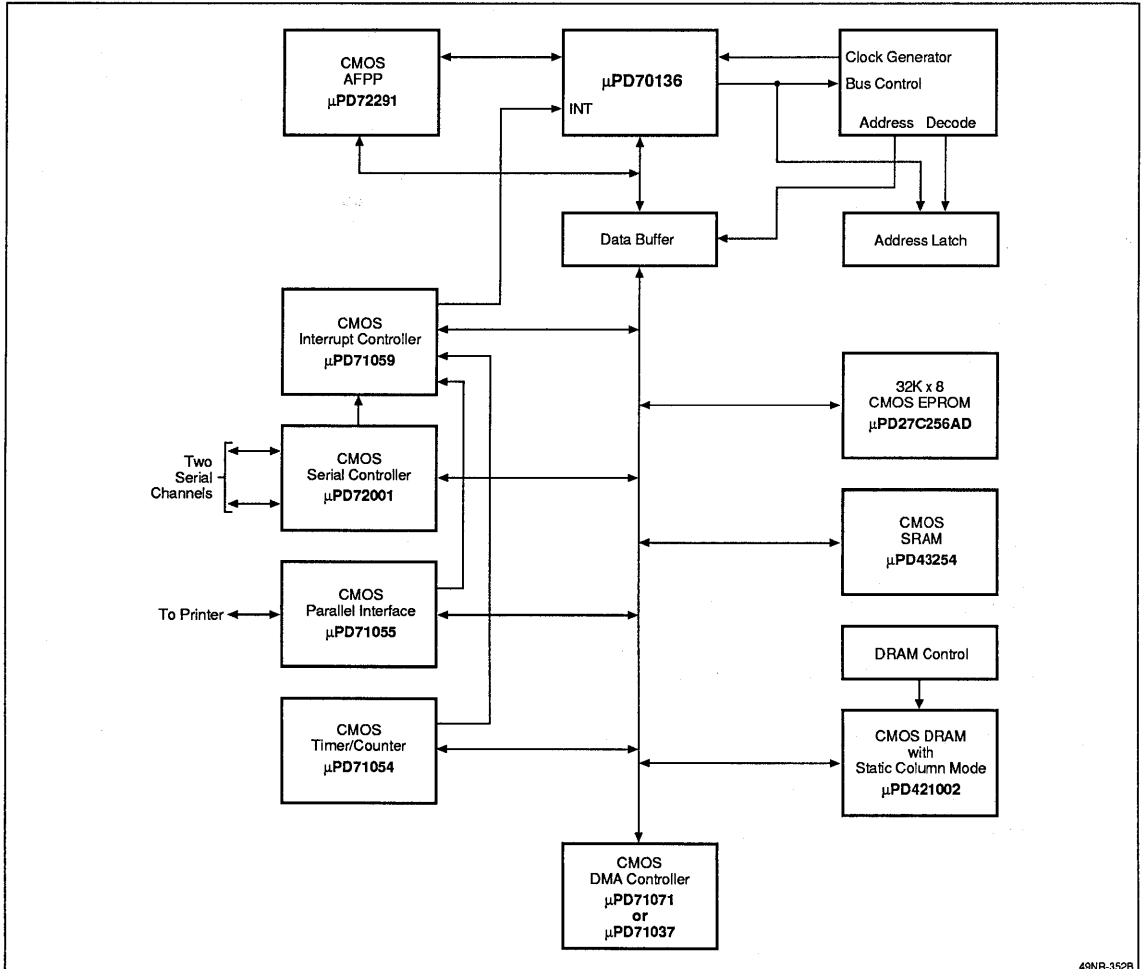 CMOS
AFPP
μPD72291
μPD70136
INT
Clock Generator
Bus Control
Address Decode
Data Buffer
Address Latch
CMOS
Interrupt Controller
μPD71059
32K x 8
CMOS EPROM
μPD27C256AD
Two
Serial
Channels
CMOS
Serial Controller
μPD72001
CMOS
SRAM
μPD43254
To Printer
CMOS
Parallel Interface
μPD71055
DRAM Control
CMOS
Timer/Counter
μPD71054
CMOS DRAM
with
Static Column Mode
μPD421002
CMOS
DMA Controller
μPD71071
or
μPD71037
49NR-352B